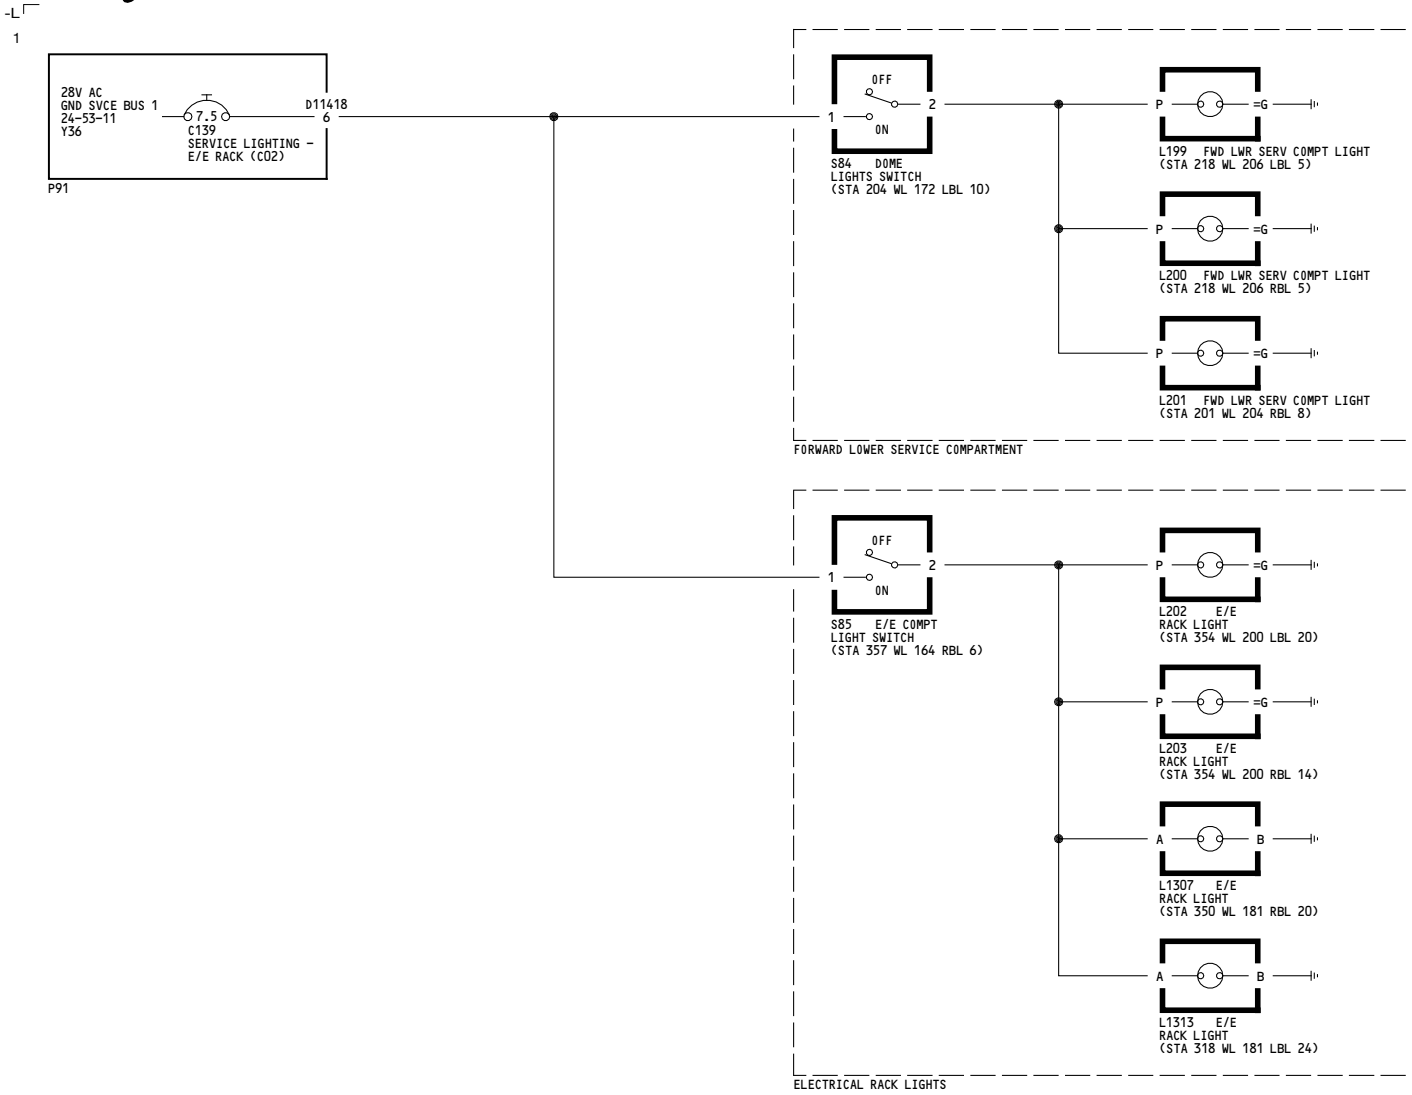 -L
1
28V AC
GND SVCE BUS 1
24-53-11
Y36
7.5
C139
SERVICE LIGHTING -
E/E RACK (C02)
D11418
6
P91
OFF
1
2
ON
S84 DOME
LIGHTS SWITCH
(STA 204 WL 172 LBL 10)
P =G
L199 FWD LWR SERV COMPT LIGHT
(STA 218 WL 206 LBL 5)
P =G
L200 FWD LWR SERV COMPT LIGHT
(STA 218 WL 206 RBL 5)
P =G
L201 FWD LWR SERV COMPT LIGHT
(STA 201 WL 204 RBL 8)
FORWARD LOWER SERVICE COMPARTMENT
OFF
1
2
ON
S85 E/E COMPT
LIGHT SWITCH
(STA 357 WL 164 RBL 6)
P =G
L202 E/E
RACK LIGHT
(STA 354 WL 200 LBL 20)
P =G
L203 E/E
RACK LIGHT
(STA 354 WL 200 RBL 14)
A B
L1307 E/E
RACK LIGHT
(STA 350 WL 181 RBL 20)
A B
L1313 E/E
RACK LIGHT
(STA 318 WL 181 LBL 24)
ELECTRICAL RACK LIGHTS